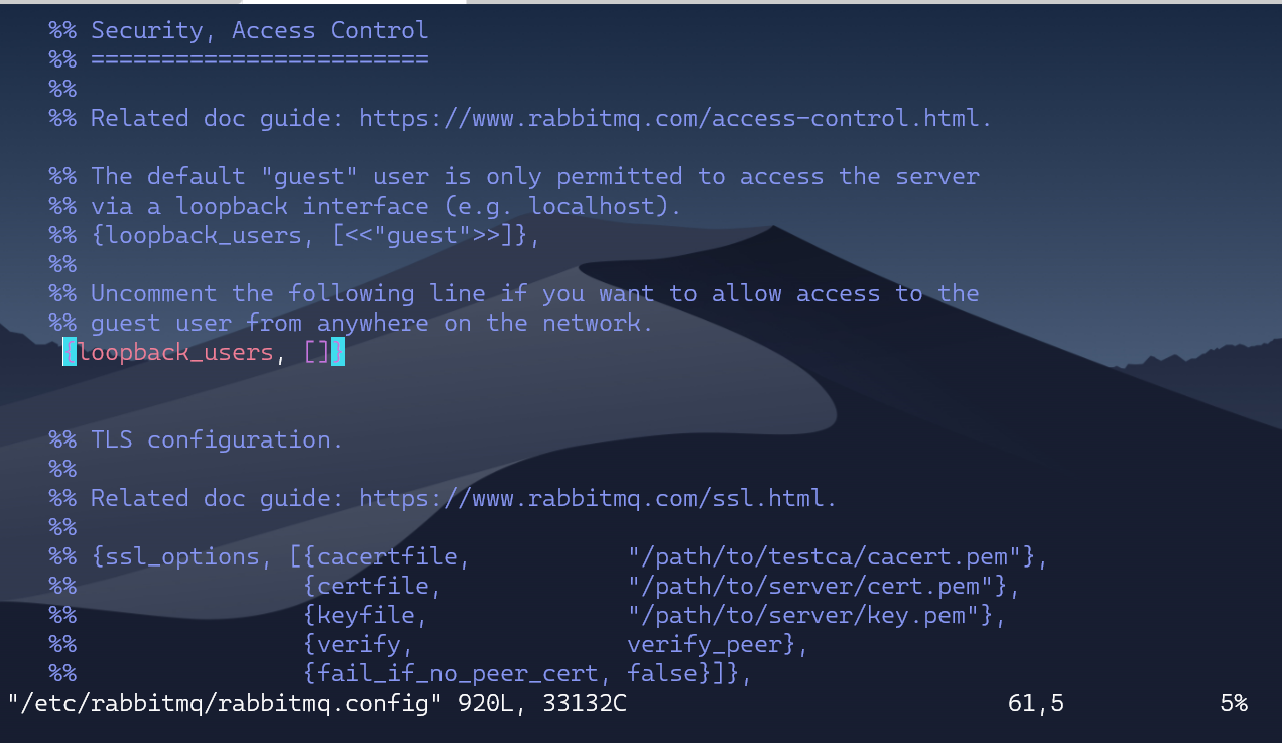 %% Security, Access Control
%% ========================
%%
%% Related doc guide: https://www.rabbitmq.com/access-control.html.

%% The default "guest" user is only permitted to access the server
%% via a loopback interface (e.g. localhost).
%% {loopback_users, [<<"guest">>]},
%%
%% Uncomment the following line if you want to allow access to the
%% guest user from anywhere on the network.
{loopback_users, []}

%% TLS configuration.
%%
%% Related doc guide: https://www.rabbitmq.com/ssl.html.
%%
%% {ssl_options, [{cacertfile,           "/path/to/testca/cacert.pem"},
%%                {certfile,             "/path/to/server/cert.pem"},
%%                {keyfile,              "/path/to/server/key.pem"},
%%                {verify,               verify_peer},
%%                {fail_if_no_peer_cert, false}]},
"/etc/rabbitmq/rabbitmq.config" 920L, 33132C                           61,5           5%